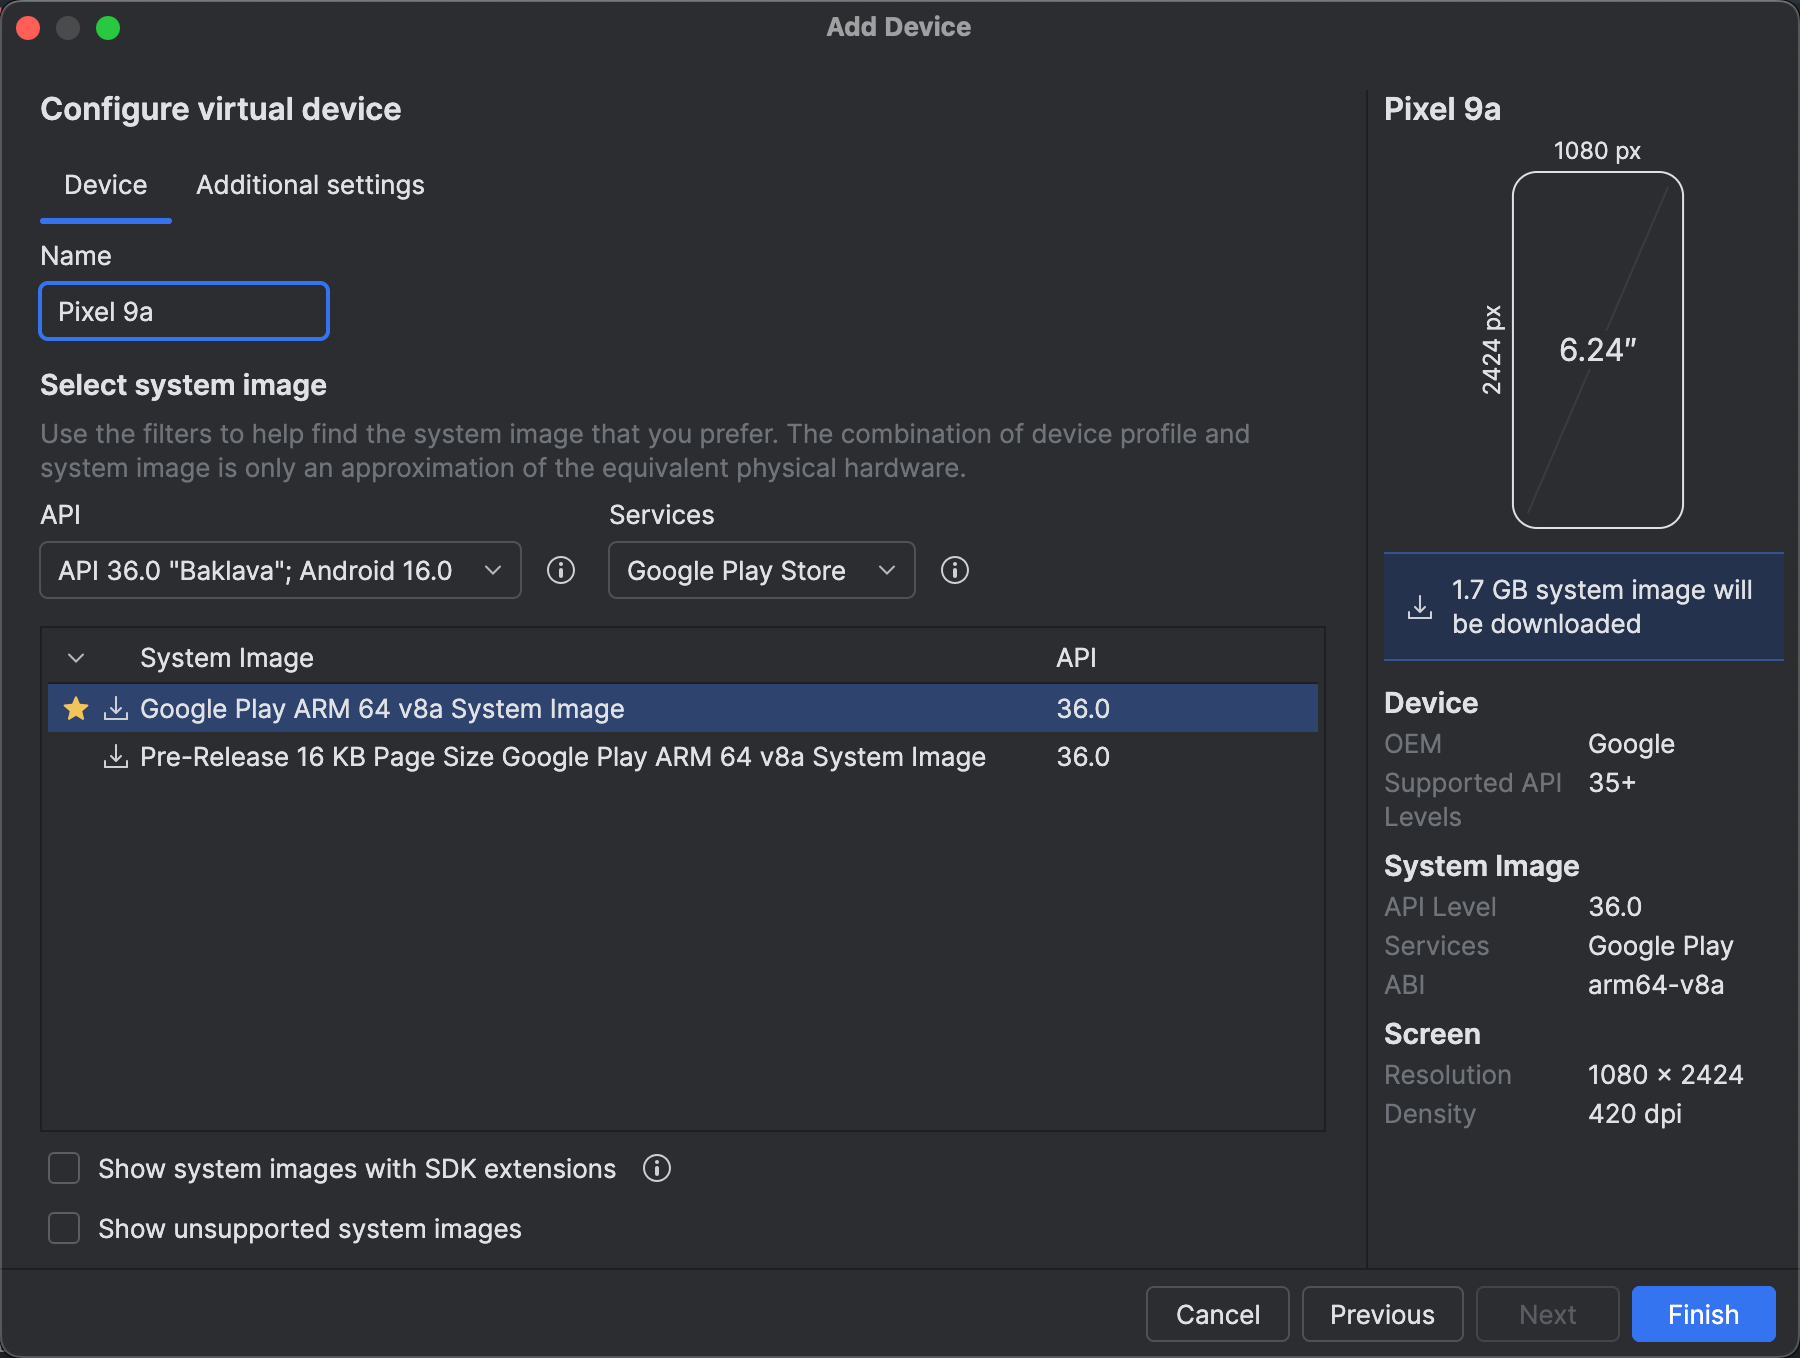 Add Device
Configure virtual device
Device Additional settings
Name
Pixel 9a
Select system image
Use the filters to help find the system image that you prefer. The combination of device profile and
system image is only an approximation of the equivalent physical hardware.
API Services
API 36.0 "Baklava"; Android 16.0 Google Play Store
System Image API
Google Play ARM 64 v8a System Image 36.0
Pre-Release 16 KB Page Size Google Play ARM 64 v8a System Image 36.0
Show system images with SDK extensions
Show unsupported system images
Pixel 9a
1080 px
2424 px
6.24″
1.7 GB system image will
be downloaded
Device
OEM Google
Supported API 35+
Levels
System Image
API Level 36.0
Services Google Play
ABI arm64-v8a
Screen
Resolution 1080 × 2424
Density 420 dpi
Cancel Previous Next Finish